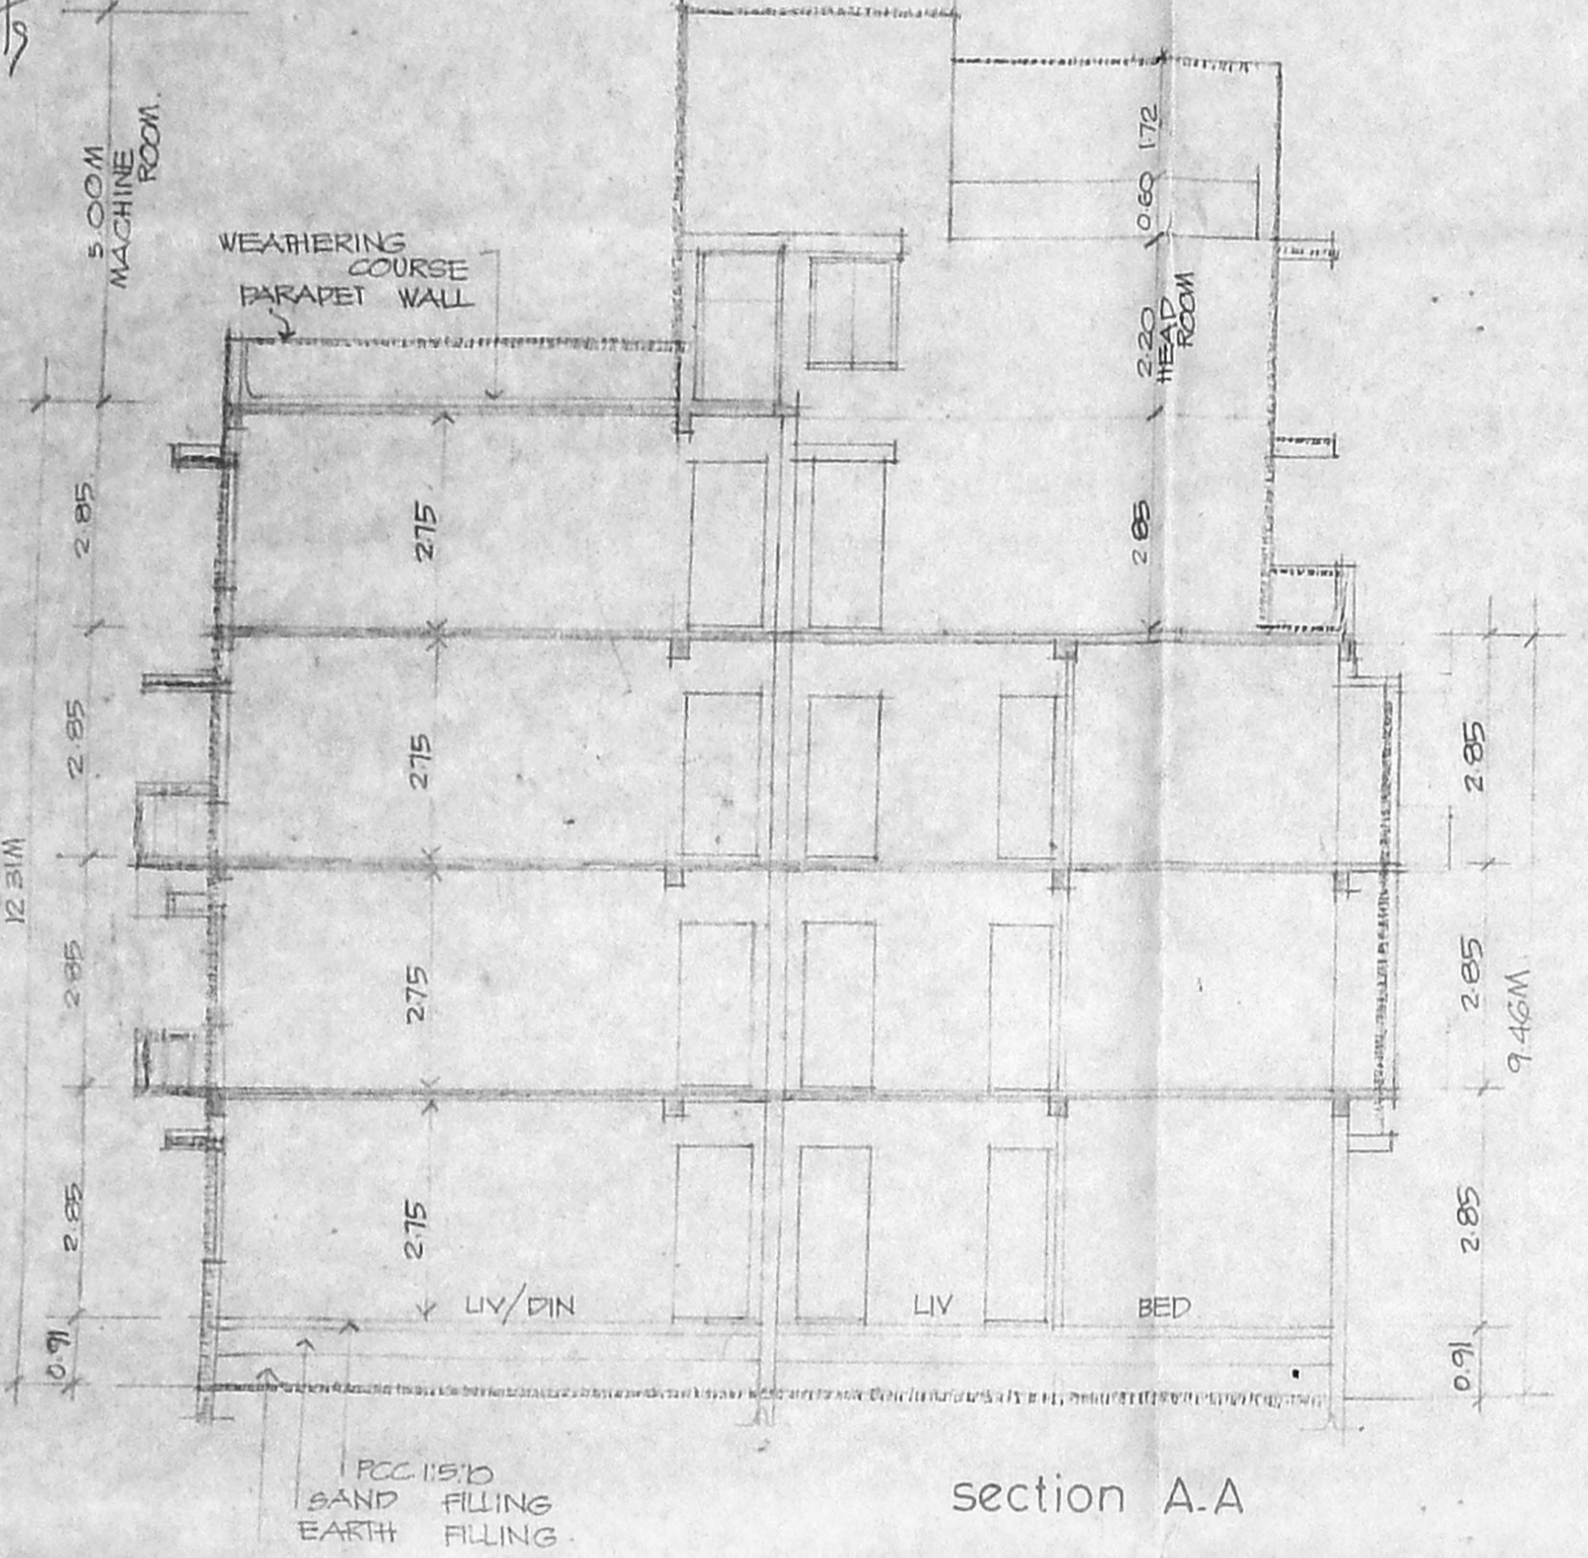 5.00M
MACHINE
ROOM.
WEATHERING
COURSE
PARAPET WALL
1.72
0.60
2.20
HEAD
ROOM
2.85
2.75
2.85
2.85
2.75
2.85
12.31M
2.85
2.75
2.85
9.46M.
2.85
2.75
2.85
LIV/DIN
LIV
BED
0.91
0.91
PCC 1:5:10
SAND FILLING
EARTH FILLING.
section A-A